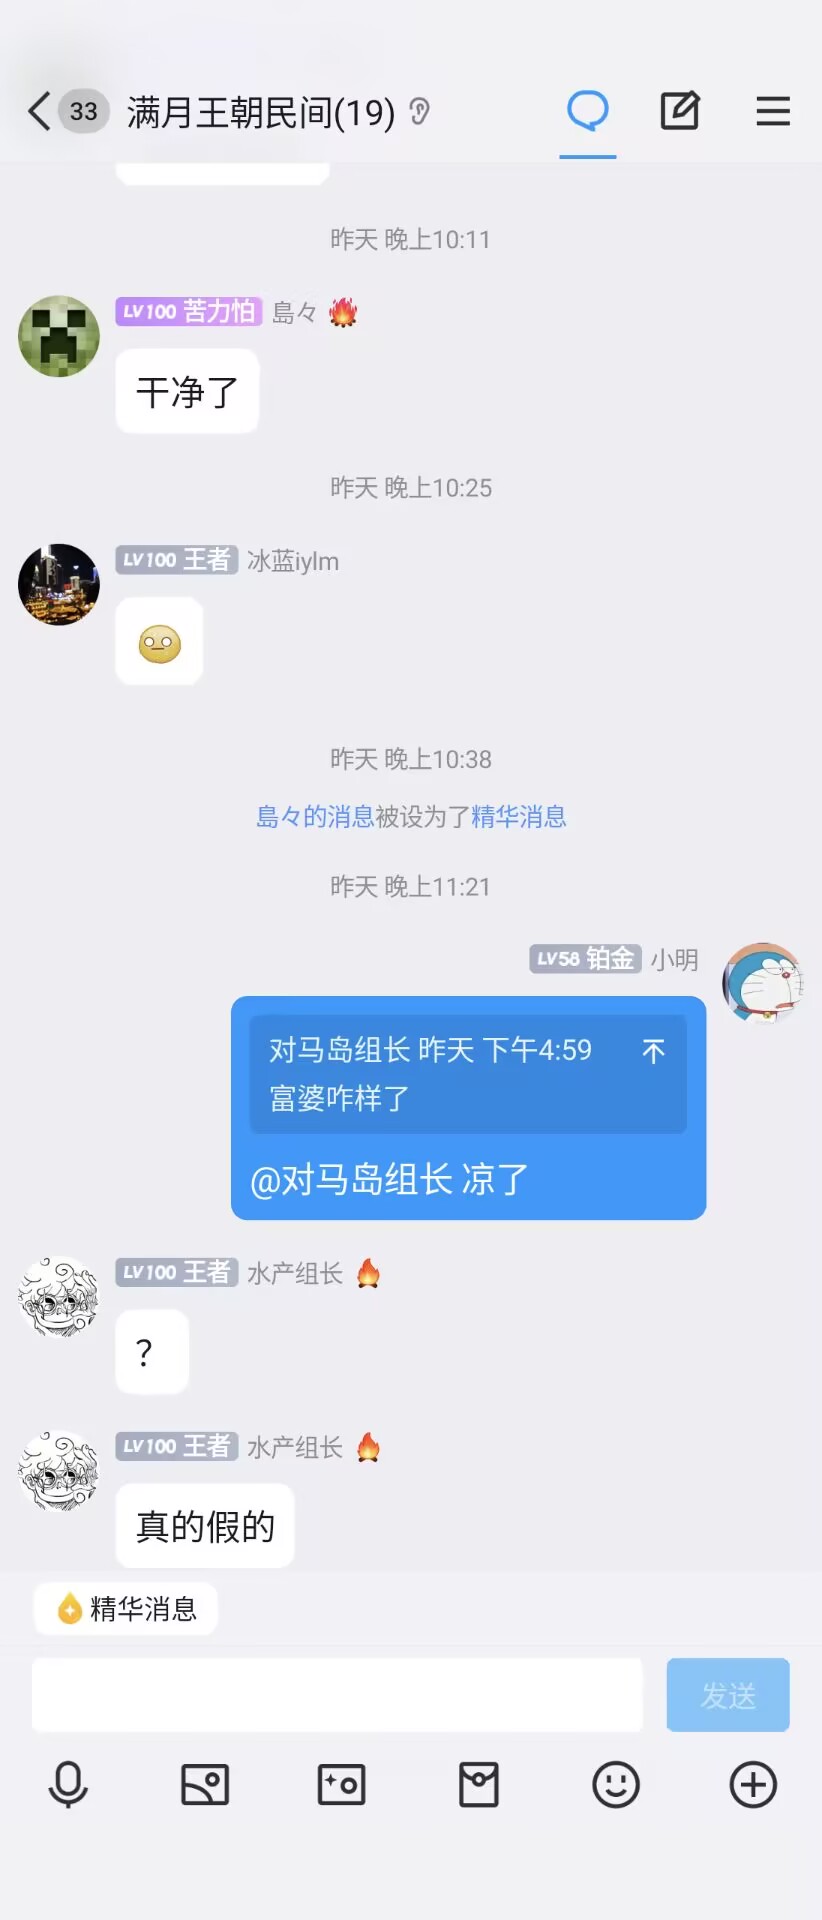 33 满月王朝民间(19)
昨天 晚上10:11
LV100 苦力怕 島々
干净了
昨天 晚上10:25
LV100 王者 冰蓝iylm
昨天 晚上10:38
島々的消息被设为了精华消息
昨天 晚上11:21
LV58 铂金 小明
对马岛组长 昨天 下午4:59
富婆咋样了
@对马岛组长 凉了
LV100 王者 水产组长
？
LV100 王者 水产组长
真的假的
精华消息
发送